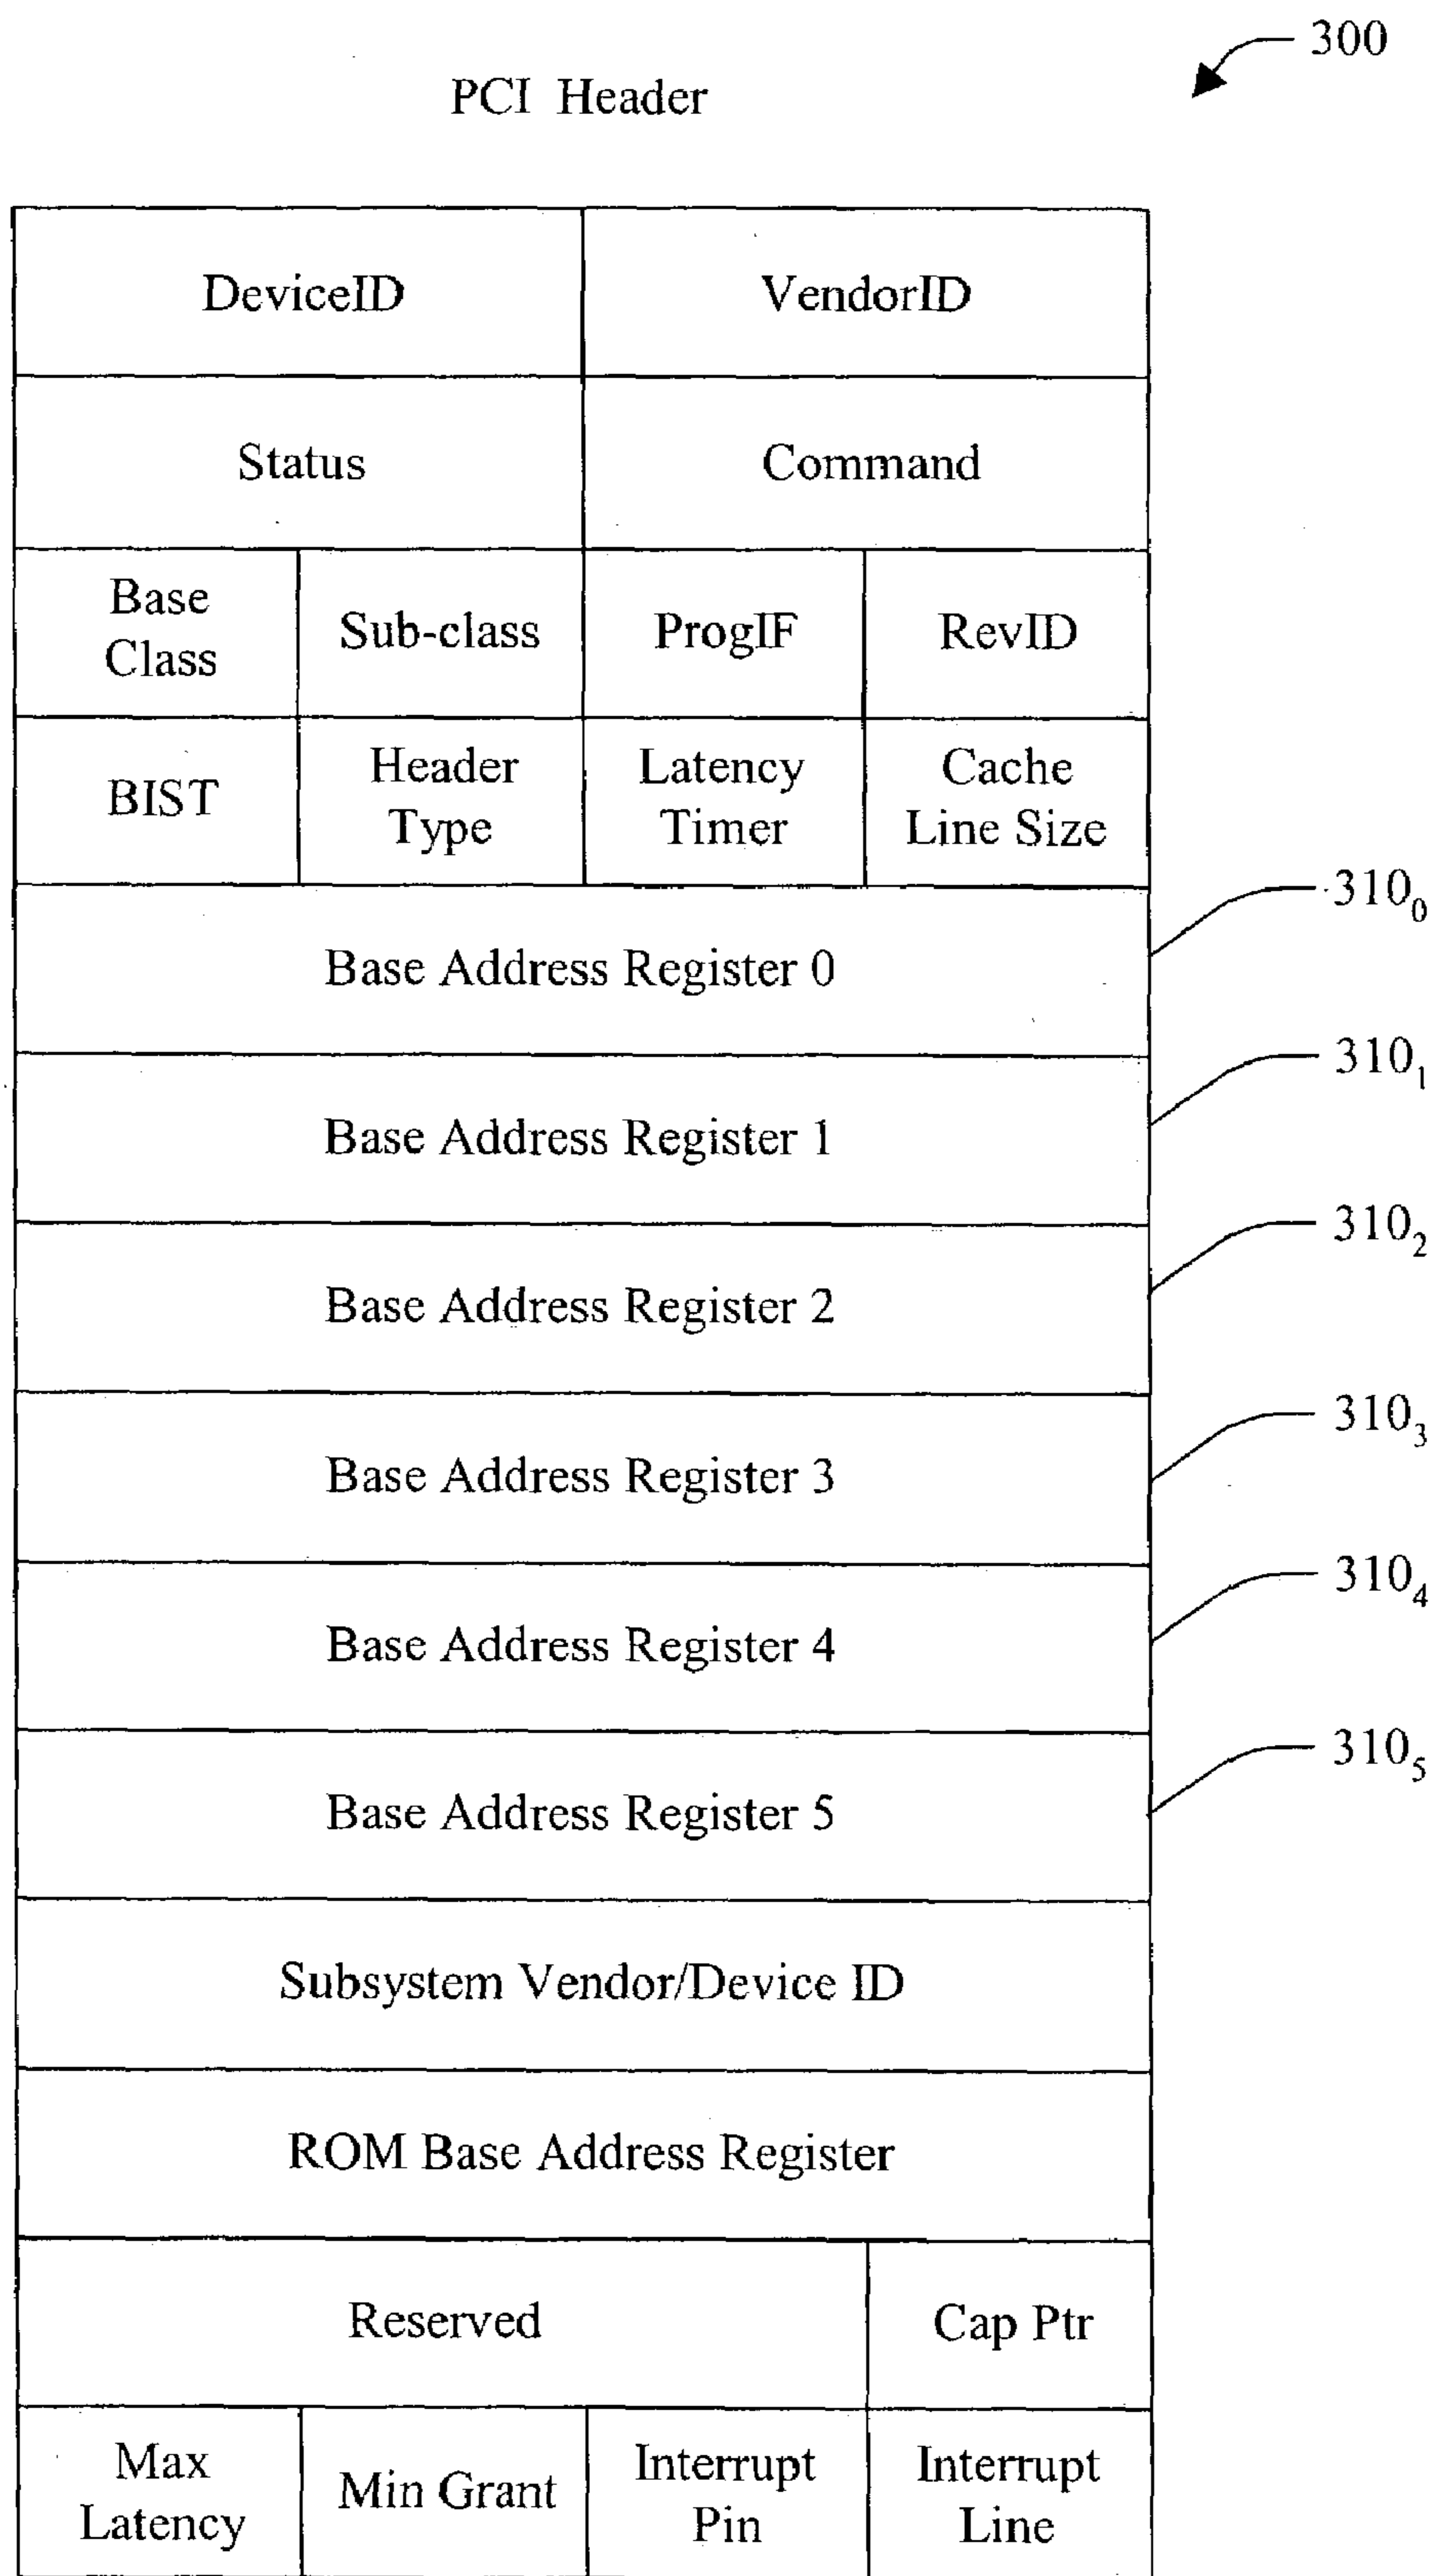 300
PCI Header
DeviceID
VendorID
Status
Command
Base
Class
Sub-class
ProgIF
RevID
BIST
Header
Type
Latency
Timer
Cache
Line Size
310₀
Base Address Register 0
310₁
Base Address Register 1
310₂
Base Address Register 2
310₃
Base Address Register 3
310₄
Base Address Register 4
310₅
Base Address Register 5
Subsystem Vendor/Device ID
ROM Base Address Register
Reserved
Cap Ptr
Max
Latency
Min Grant
Interrupt
Pin
Interrupt
Line